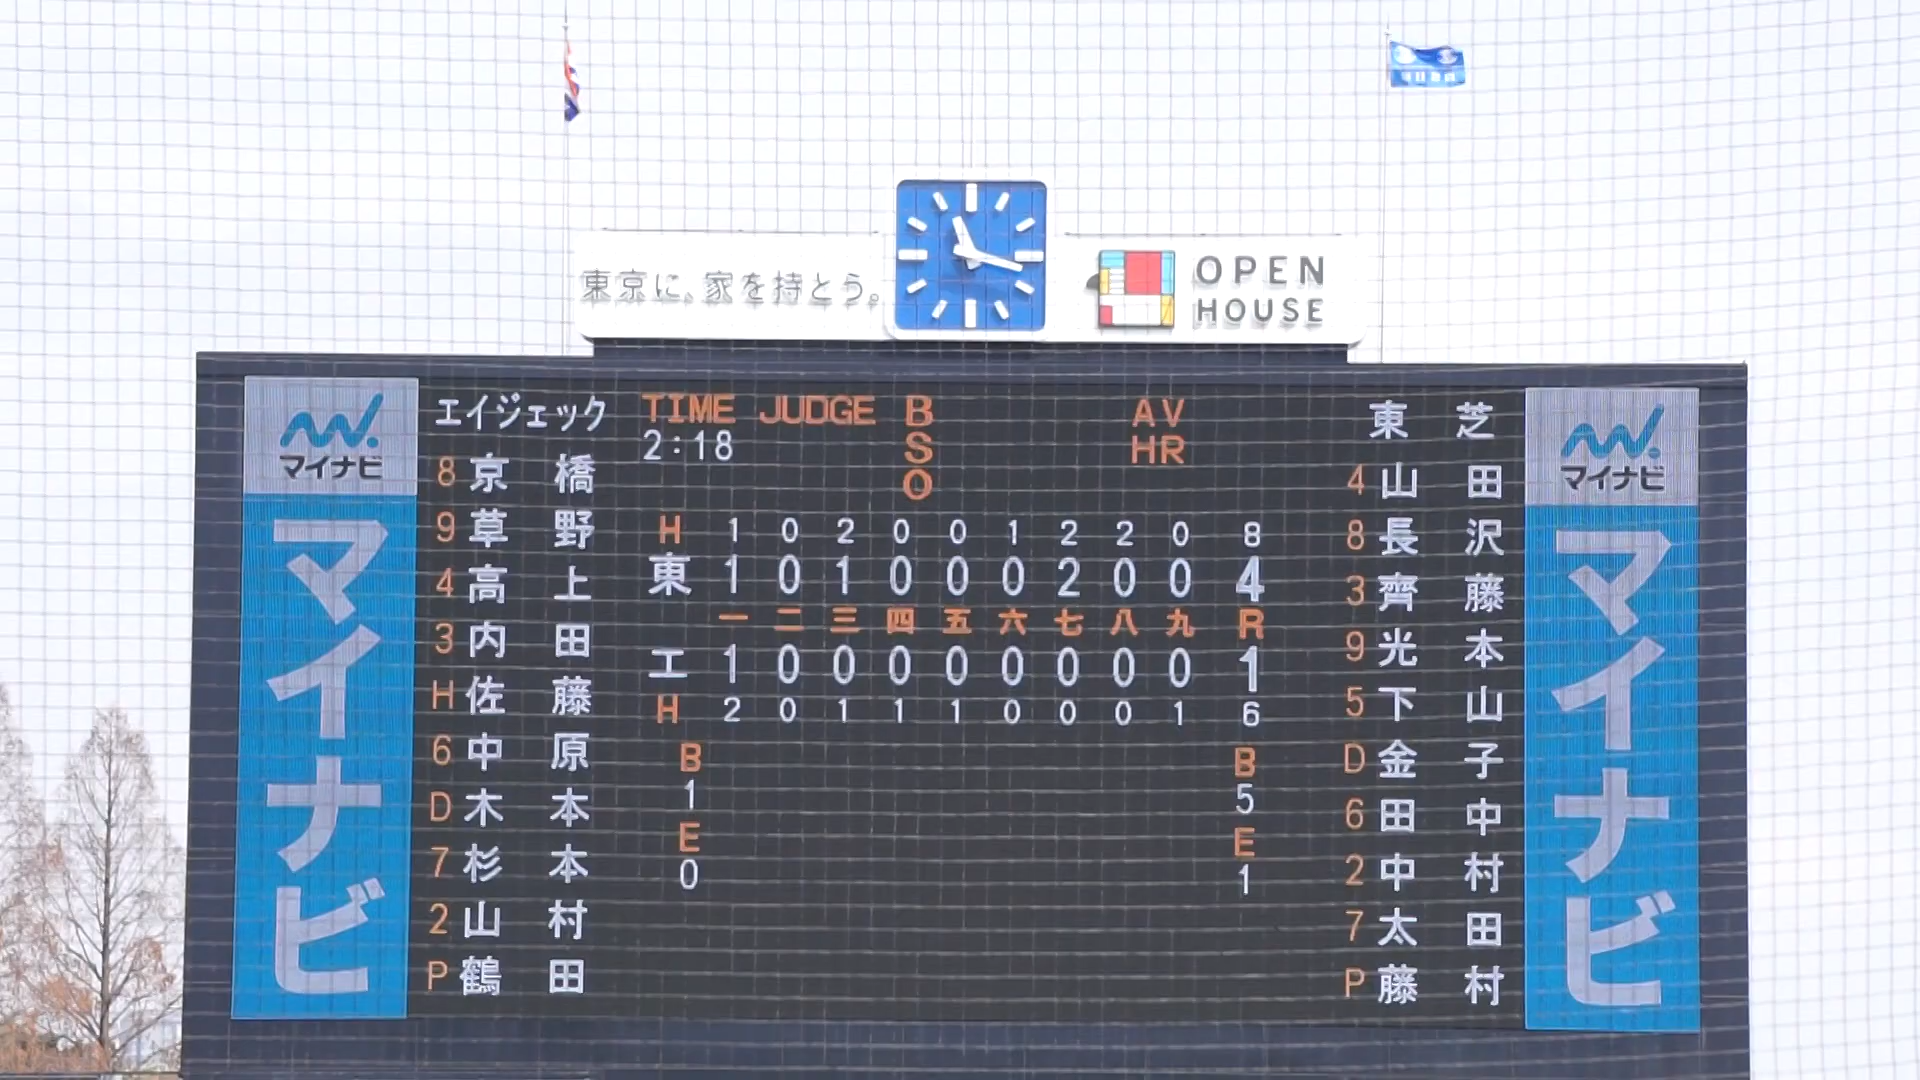 東京に、家を持とう。
OPEN
HOUSE
マイナビ
マイナビ
エイジェック
8 京橋
9 草野
4 高上
3 内田
H 佐藤
6 中原
D 木本
7 杉本
2 山村
P 鶴田
TIME JUDGE B
2:18 S
O
AV
HR
H 1 0 2 0 0 1 2 2 0 8
東 1 0 1 0 0 0 2 0 0 4
一 二 三 四 五 六 七 八 九 R
エ 1 0 0 0 0 0 0 0 0 1
H 2 0 1 1 1 0 0 0 1 6
B B
1 5
E E
0 1
東芝
4 山田
8 長沢
3 齊藤
9 光本
5 下山
D 金子
6 田中
2 中村
7 太田
P 藤村
マイナビ
マイナビ